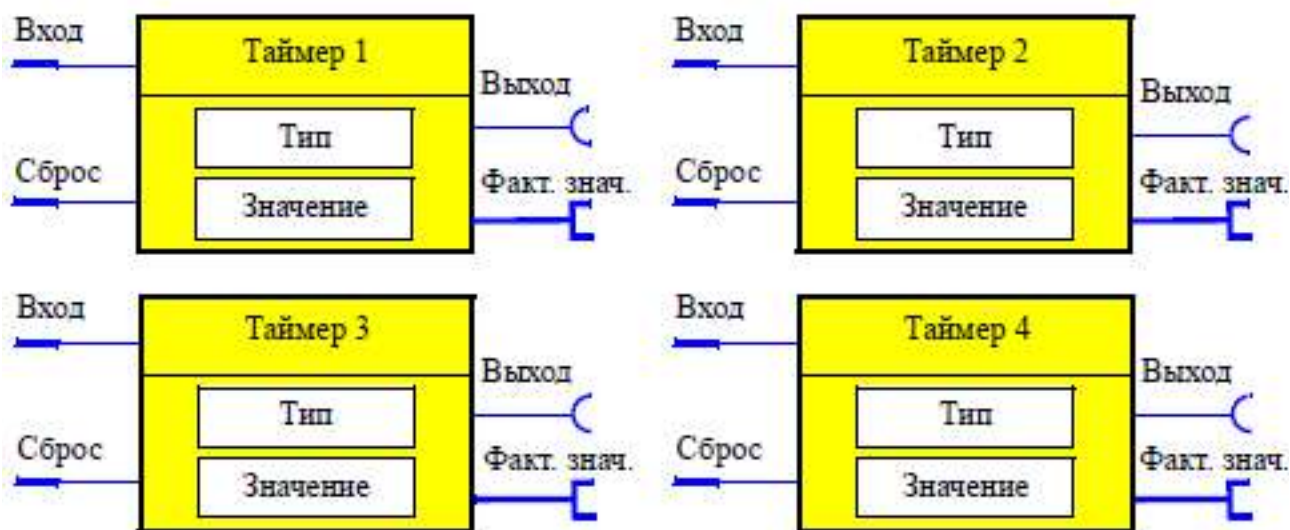 Вход
Таймер 1
Выход
Тип
Сброс
Факт. знач.
Значение
Вход
Таймер 2
Выход
Тип
Сброс
Факт. знач.
Значение
Вход
Таймер 3
Выход
Тип
Сброс
Факт. знач.
Значение
Вход
Таймер 4
Выход
Тип
Сброс
Факт. знач.
Значение